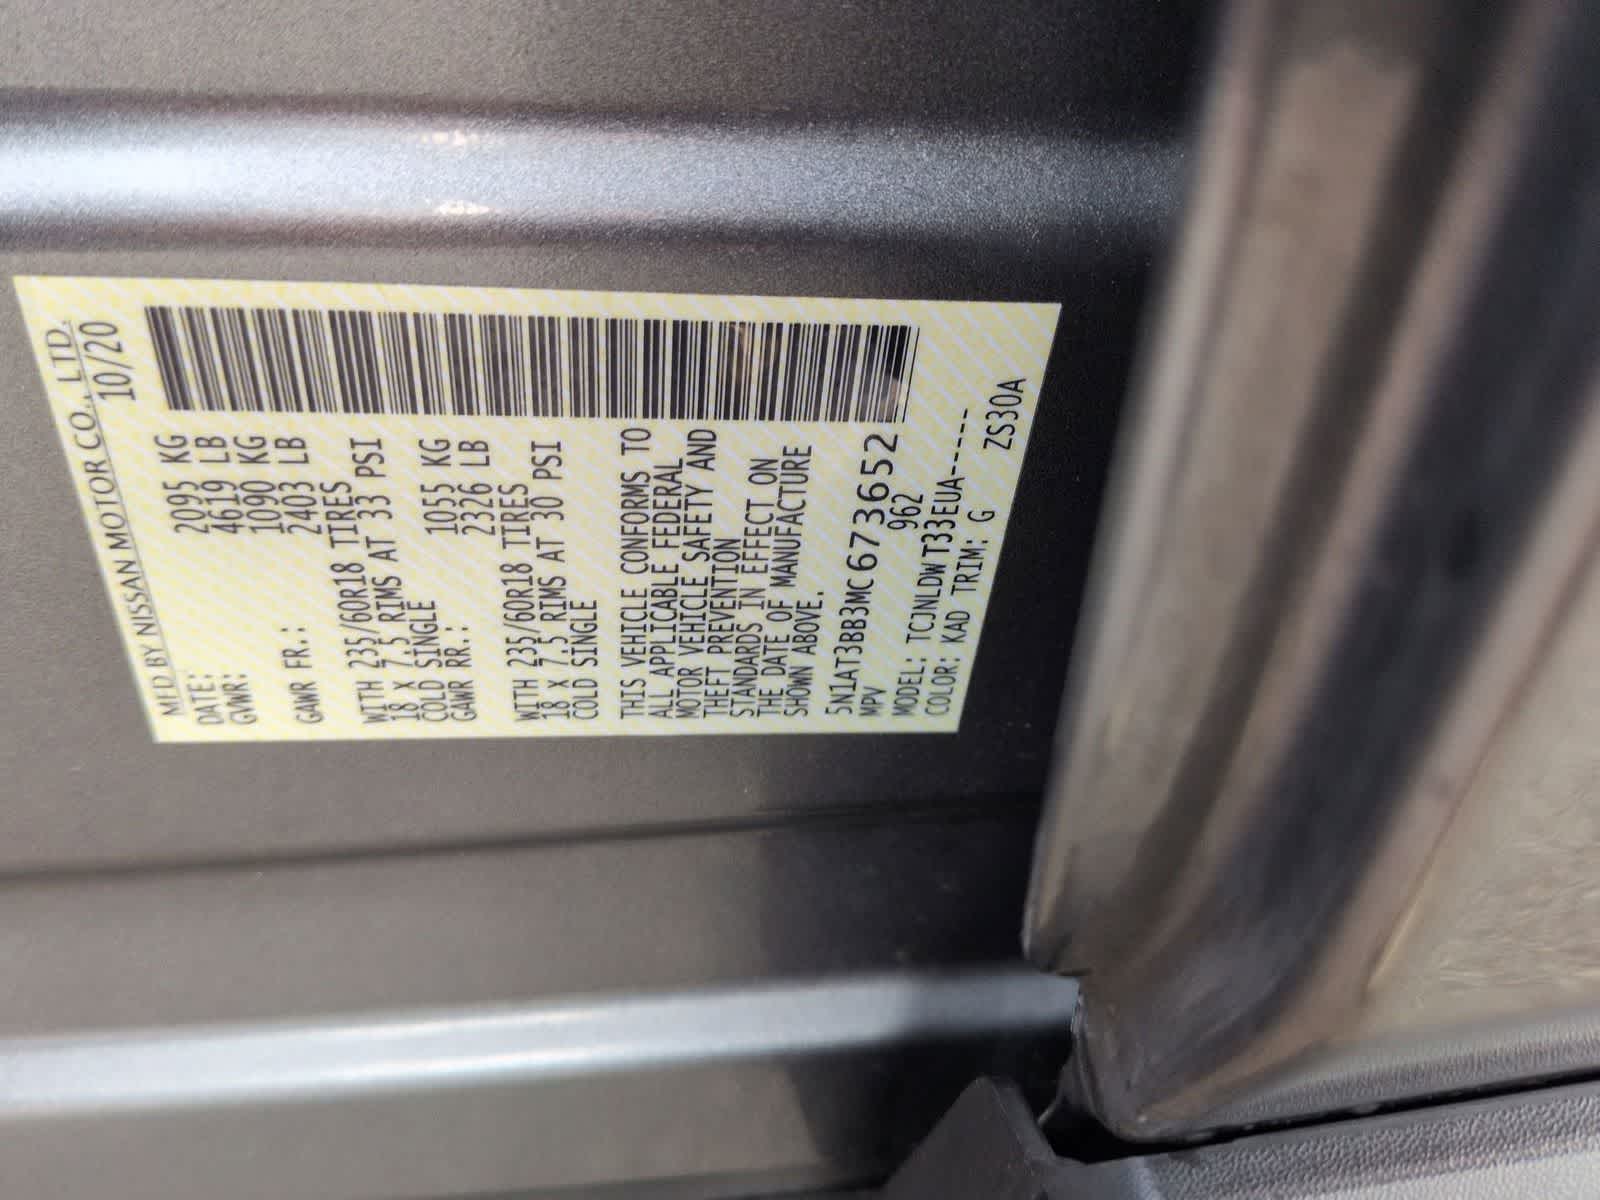 MFD BY NISSAN MOTOR CO., LTD.
DATE: 10/20
GVWR: 2095 KG
4619 LB
GAWR FR.: 1090 KG
2403 LB
WITH 235/60R18 TIRES
18 X 7.5 RIMS AT 33 PSI
COLD SINGLE
GAWR RR.: 1055 KG
2326 LB
WITH 235/60R18 TIRES
18 X 7.5 RIMS AT 30 PSI
COLD SINGLE
THIS VEHICLE CONFORMS TO
ALL APPLICABLE FEDERAL
MOTOR VEHICLE SAFETY AND
THEFT PREVENTION
STANDARDS IN EFFECT ON
THE DATE OF MANUFACTURE
SHOWN ABOVE.
5N1AT3BB3MC673652
MPV 962
MODEL: TCJNLDWT33EUA-----
COLOR: KAD TRIM: G ZS30A